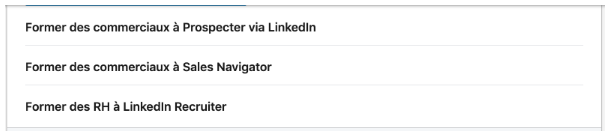 Former des commerciaux à Prospecter via LinkedIn
Former des commerciaux à Sales Navigator
Former des RH à LinkedIn Recruiter